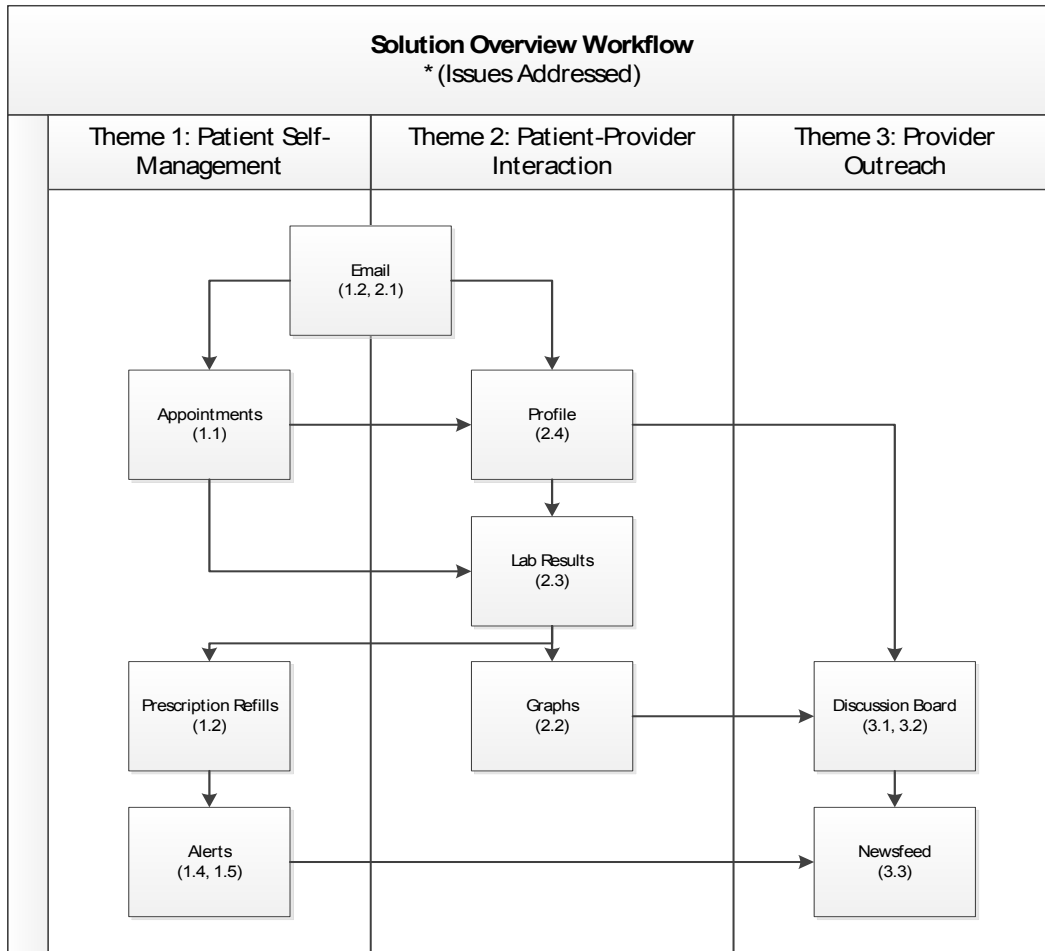 Solution Overview Workflow
* (Issues Addressed)
Theme 1: Patient Self-
Management
Theme 2: Patient-Provider
Interaction
Theme 3: Provider
Outreach
Email
(1.2, 2.1)
Appointments
(1.1)
Profile
(2.4)
Lab Results
(2.3)
Prescription Refills
(1.2)
Graphs
(2.2)
Discussion Board
(3.1, 3.2)
Alerts
(1.4, 1.5)
Newsfeed
(3.3)